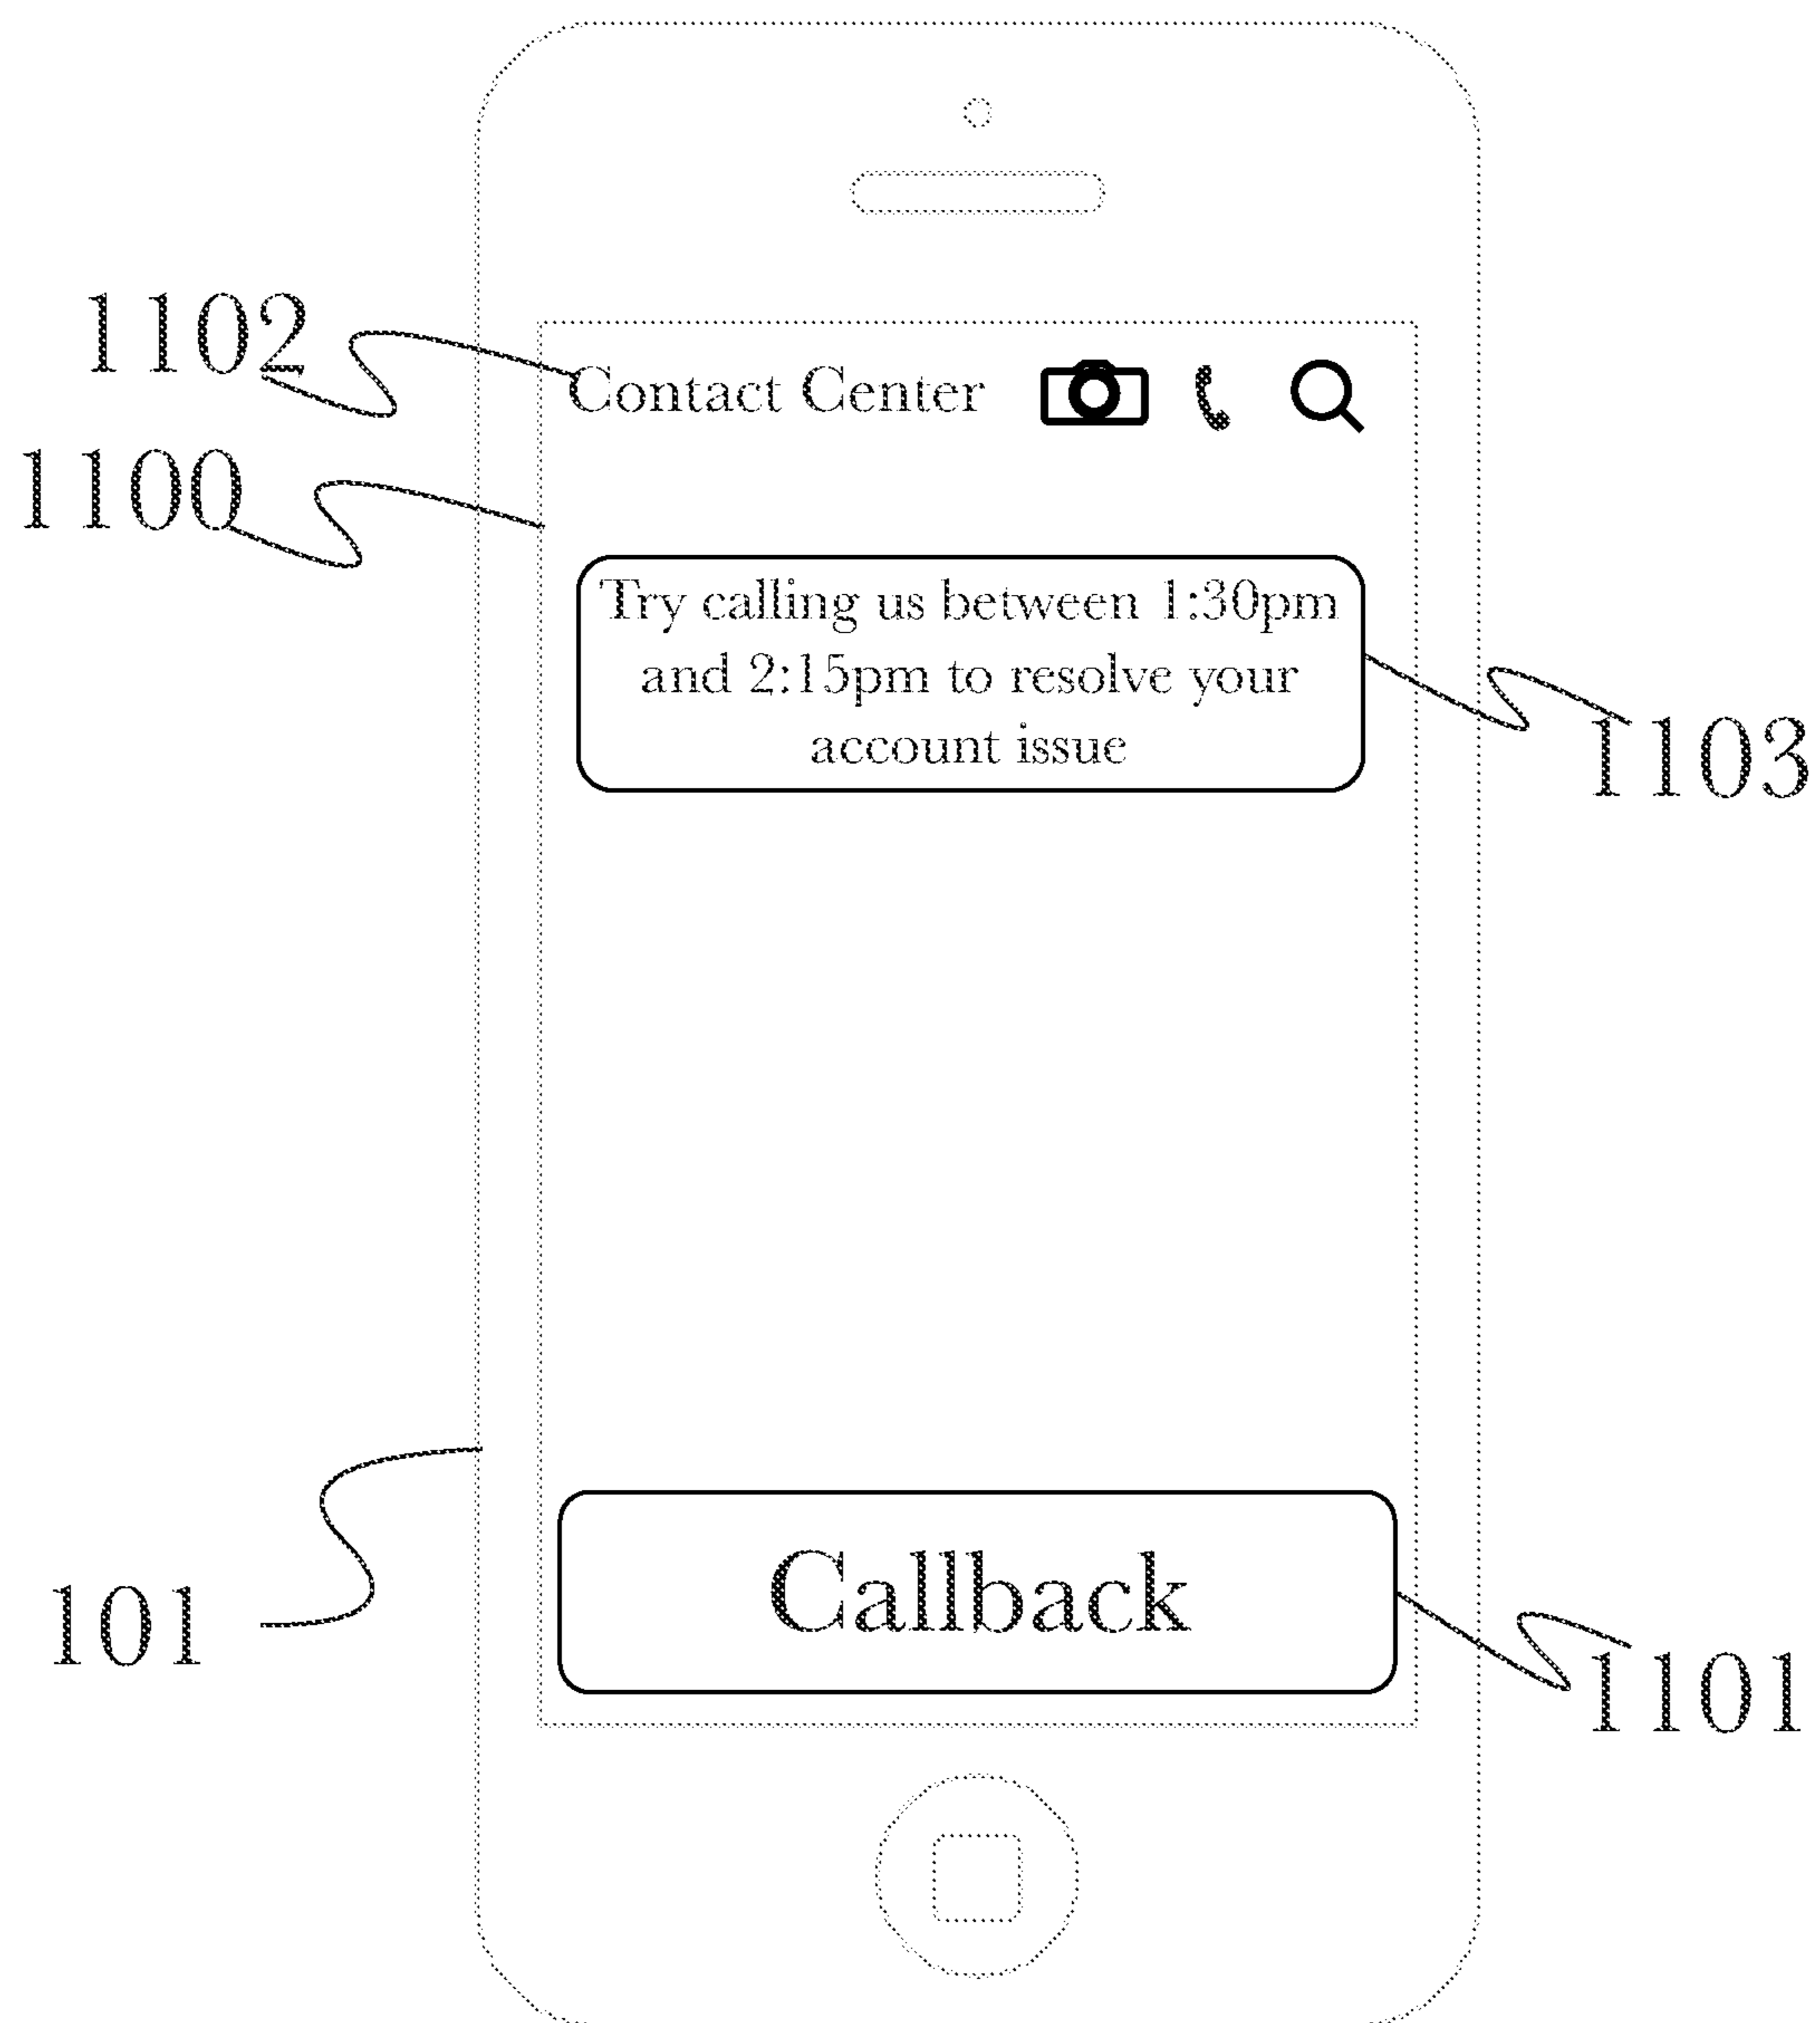 1102
Contact Center
1100
Try calling us between 1:30pm
and 2:15pm to resolve your
account issue
1103
Callback
101
1101